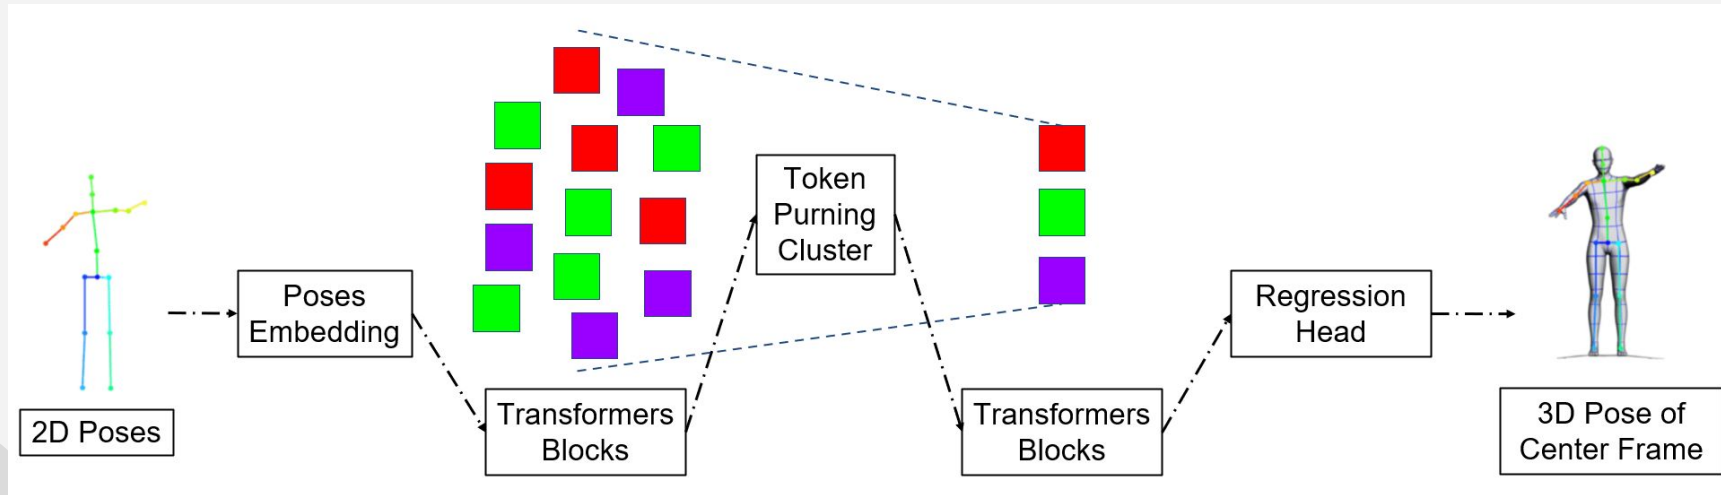 2D Poses
Poses
Embedding
Transformers
Blocks
Token
Purning
Cluster
Transformers
Blocks
Regression
Head
3D Pose of
Center Frame